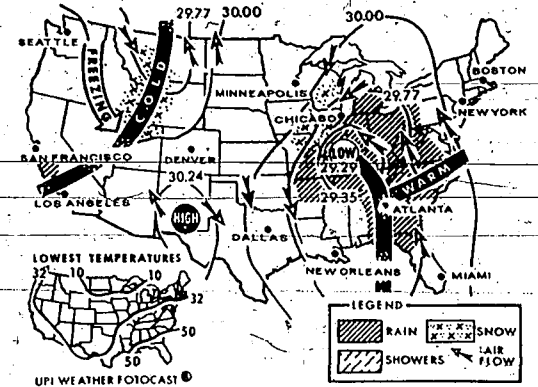 29.77 30.00
30.00
SEATTLE
FREEZING
COLD
BOSTON
MINNEAPOLIS
29.77
NEW YORK
CHICAGO
SAN FRANCISCO
DENVER
LOW
29.29
WARM
30.24
29.35
LOS ANGELES
HIGH
ATLANTA
DALLAS
NEW ORLEANS
MIAMI
LOWEST TEMPERATURES
32 10 10
32
50
50
UPI WEATHER FOTOCAST
LEGEND
RAIN
SNOW
SHOWERS
AIR
FLOW